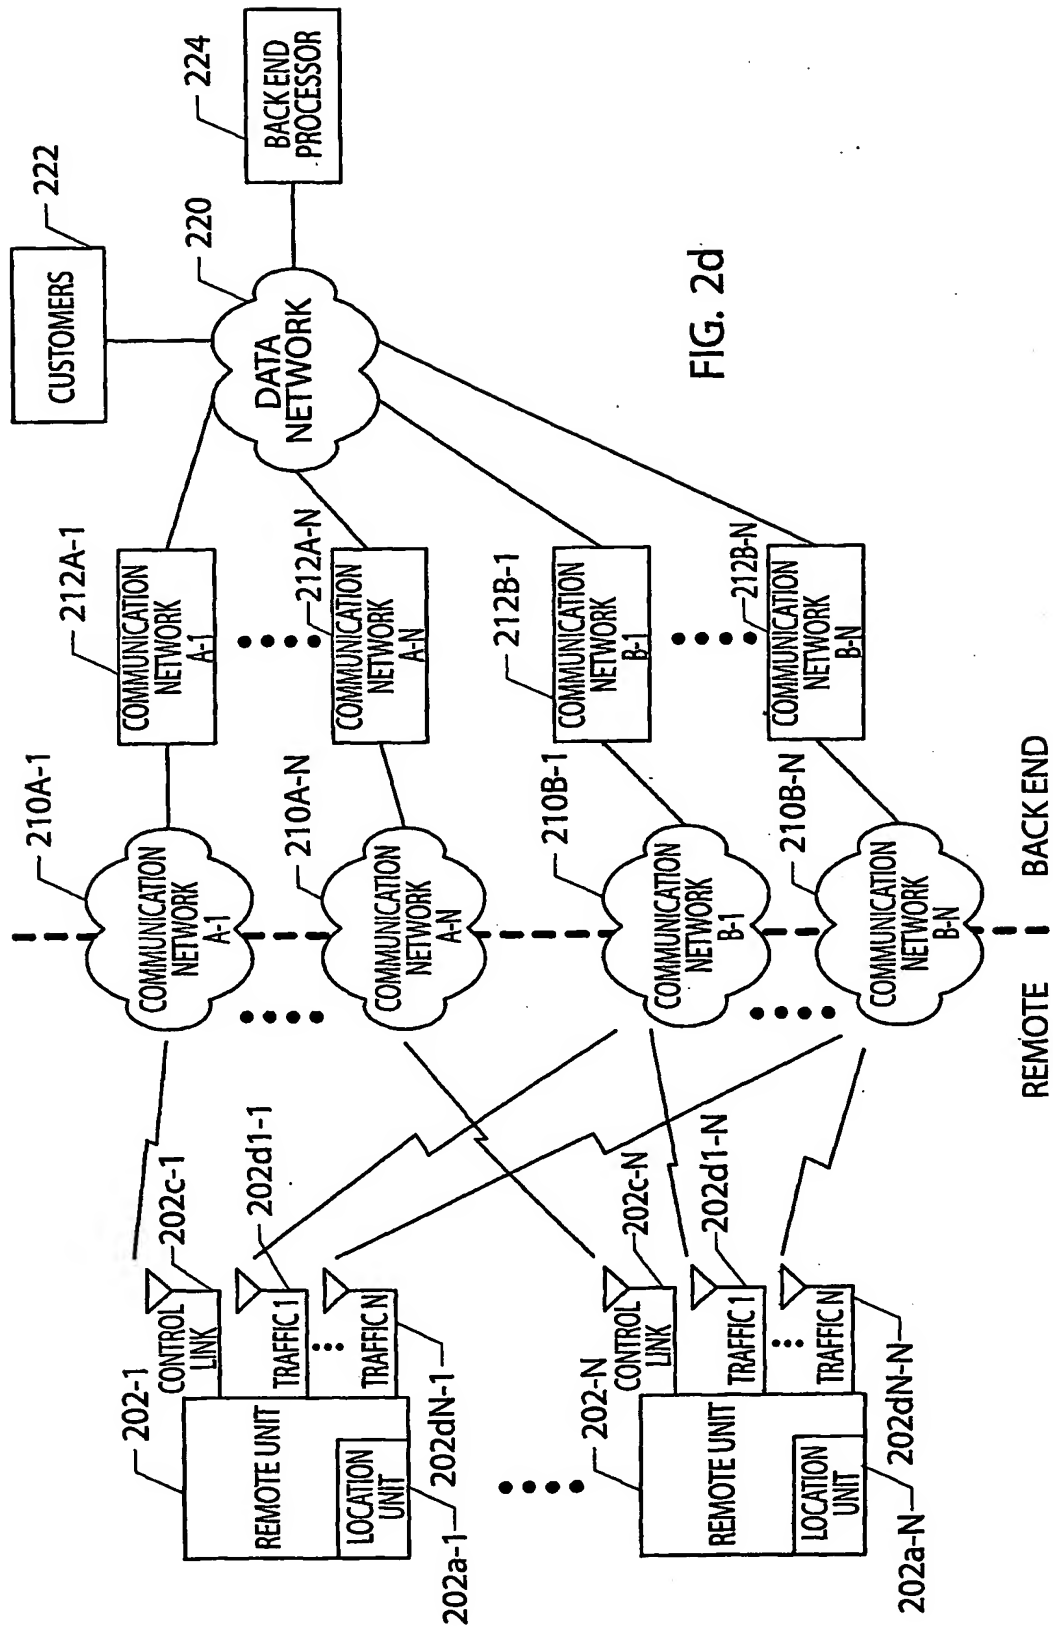 202-1
REMOTE UNIT
LOCATION
UNIT
202a-1
CONTROL
LINK
202c-1
TRAFFIC 1
202d1-1
TRAFFIC N
202dN-1
202-N
REMOTE UNIT
LOCATION
UNIT
202a-N
CONTROL
LINK
202c-N
TRAFFIC 1
202d1-N
TRAFFIC N
202dN-N
210A-1
COMMUNICATION
NETWORK
A-1
210A-N
COMMUNICATION
NETWORK
A-N
210B-1
COMMUNICATION
NETWORK
B-1
210B-N
COMMUNICATION
NETWORK
B-N
212A-1
COMMUNICATION
NETWORK
A-1
212A-N
COMMUNICATION
NETWORK
A-N
212B-1
COMMUNICATION
NETWORK
B-1
212B-N
COMMUNICATION
NETWORK
B-N
CUSTOMERS
222
DATA
NETWORK
220
BACK END
PROCESSOR
224
REMOTE
BACK END
FIG. 2d